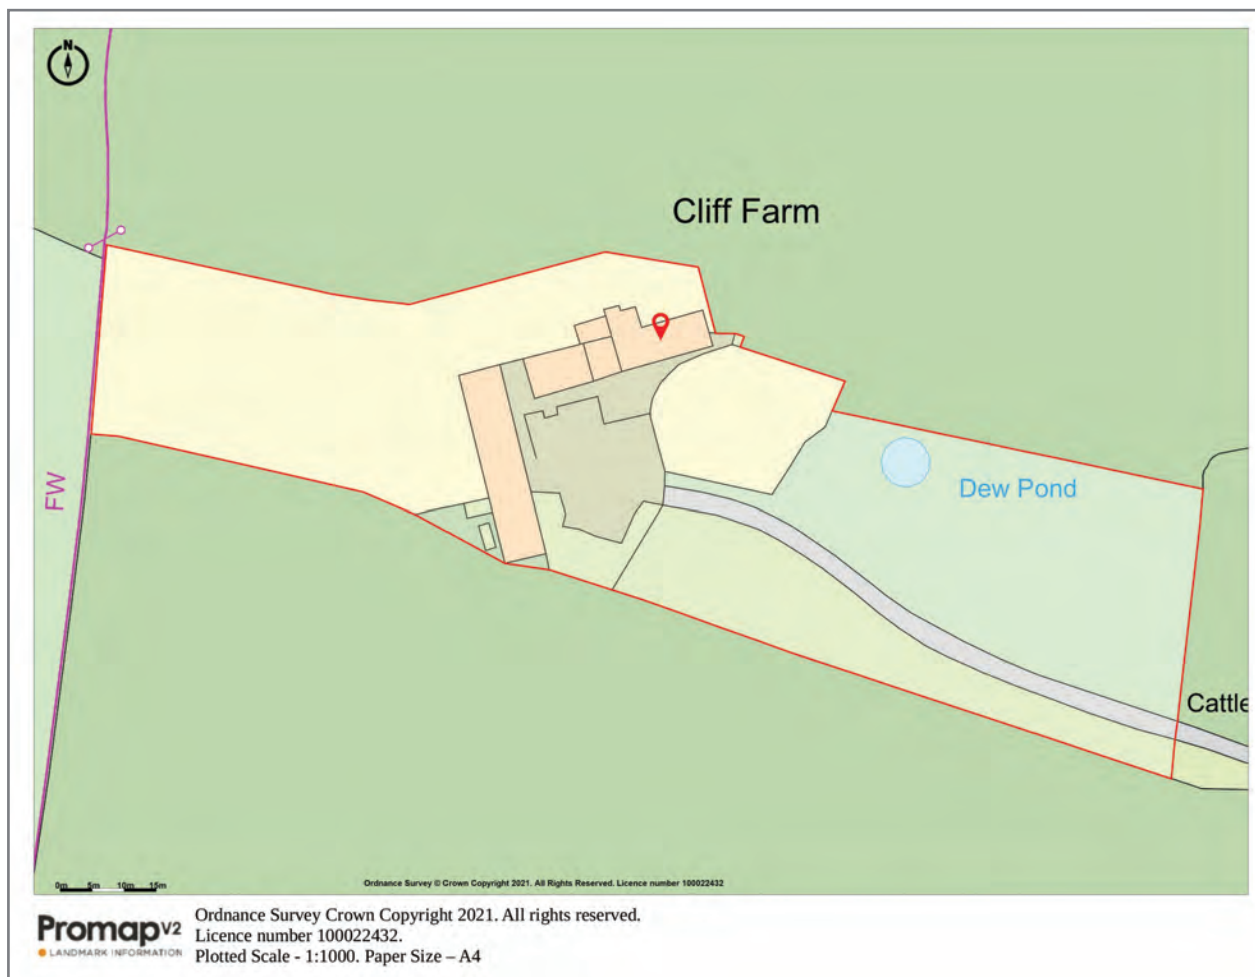 N
Cliff Farm
FW
Dew Pond
Cattle
0m 5m 10m 15m
Ordnance Survey © Crown Copyright 2021. All Rights Reserved. Licence number 100022432
PromapV2
LANDMARK INFORMATION
Ordnance Survey Crown Copyright 2021. All rights reserved.
Licence number 100022432.
Plotted Scale - 1:1000. Paper Size – A4